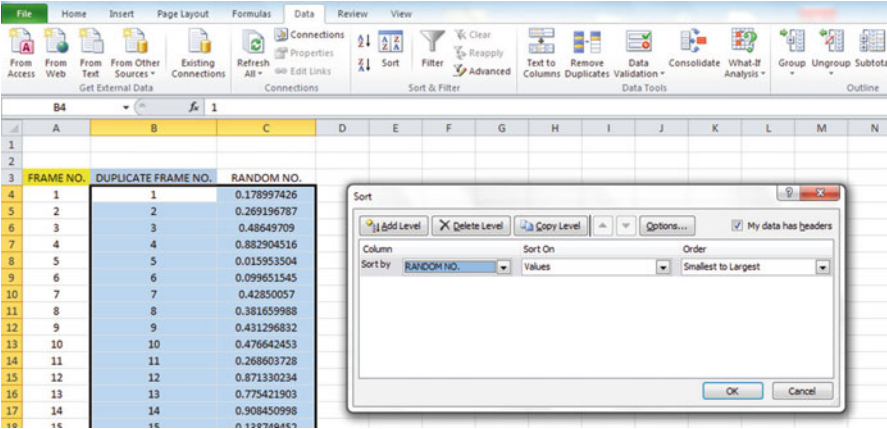 File Home Insert Page Layout Formulas Data Review View
From Access From Web From Text From Other Sources Existing Connections Refresh All Connections Properties Edit Links Sort Filter Clear Reapply Advanced Text to Columns Remove Duplicates Data Validation Consolidate What-If Analysis Group Ungroup Subtota
Get External Data Connections Sort & Filter Data Tools Outline
B4 fx 1
A B C D E F G H I J K L M N
1
2
3 FRAME NO. DUPLICATE FRAME NO. RANDOM NO.
4 1 1 0.178997426
5 2 2 0.269196787
6 3 3 0.48649709
7 4 4 0.882904516
8 5 5 0.015953504
9 6 6 0.099651545
10 7 7 0.42850057
11 8 8 0.381659988
12 9 9 0.431296832
13 10 10 0.476642453
14 11 11 0.268603728
15 12 12 0.871330234
16 13 13 0.775421903
17 14 14 0.908450998
18 15 15 0.138749452
Sort
Add Level Delete Level Copy Level Options... My data has headers
Column Sort On Order
Sort by RANDOM NO. Values Smallest to Largest
OK Cancel